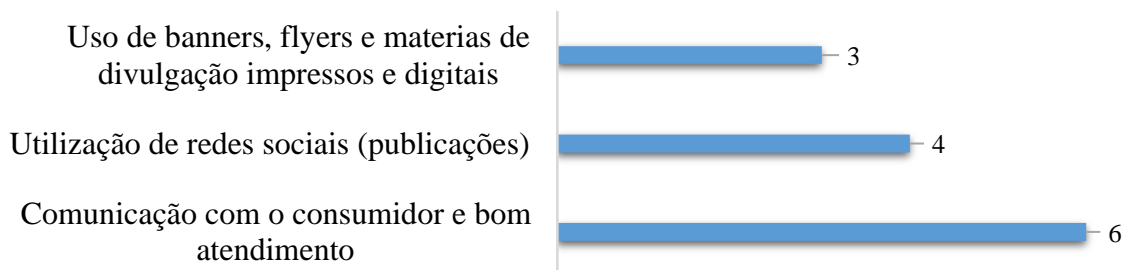 Uso de banners, flyers e materias de
divulgação impressos e digitais
3
Utilização de redes sociais (publicações)
4
Comunicação com o consumidor e bom
atendimento
6